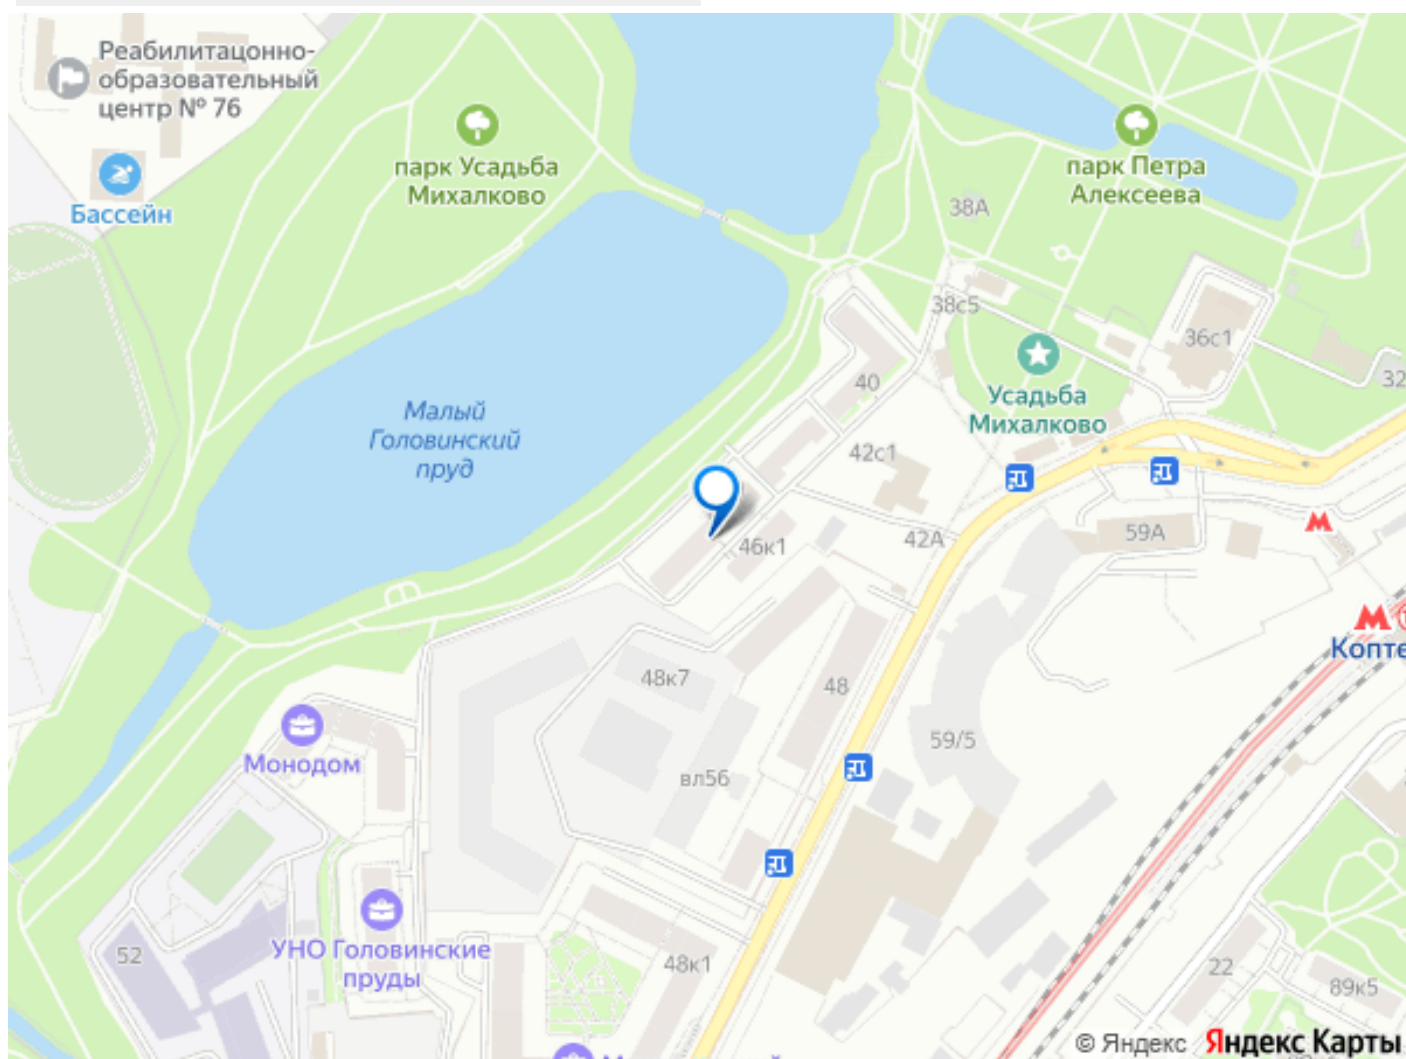 Реабилитационно-
образовательный
центр № 76
парк Усадьба
Михалково
парк Петра
Алексеева
Бассейн
38А
38с5
36с1
Малый
Головинский
пруд
40
Усадьба
Михалково
32
42с1
46к1
42А
59А
Копте
48к7
48
59/5
Монодом
вл56
52
УНО Головинские
пруды
48к1
22
89к5
© Яндекс Яндекс Карты